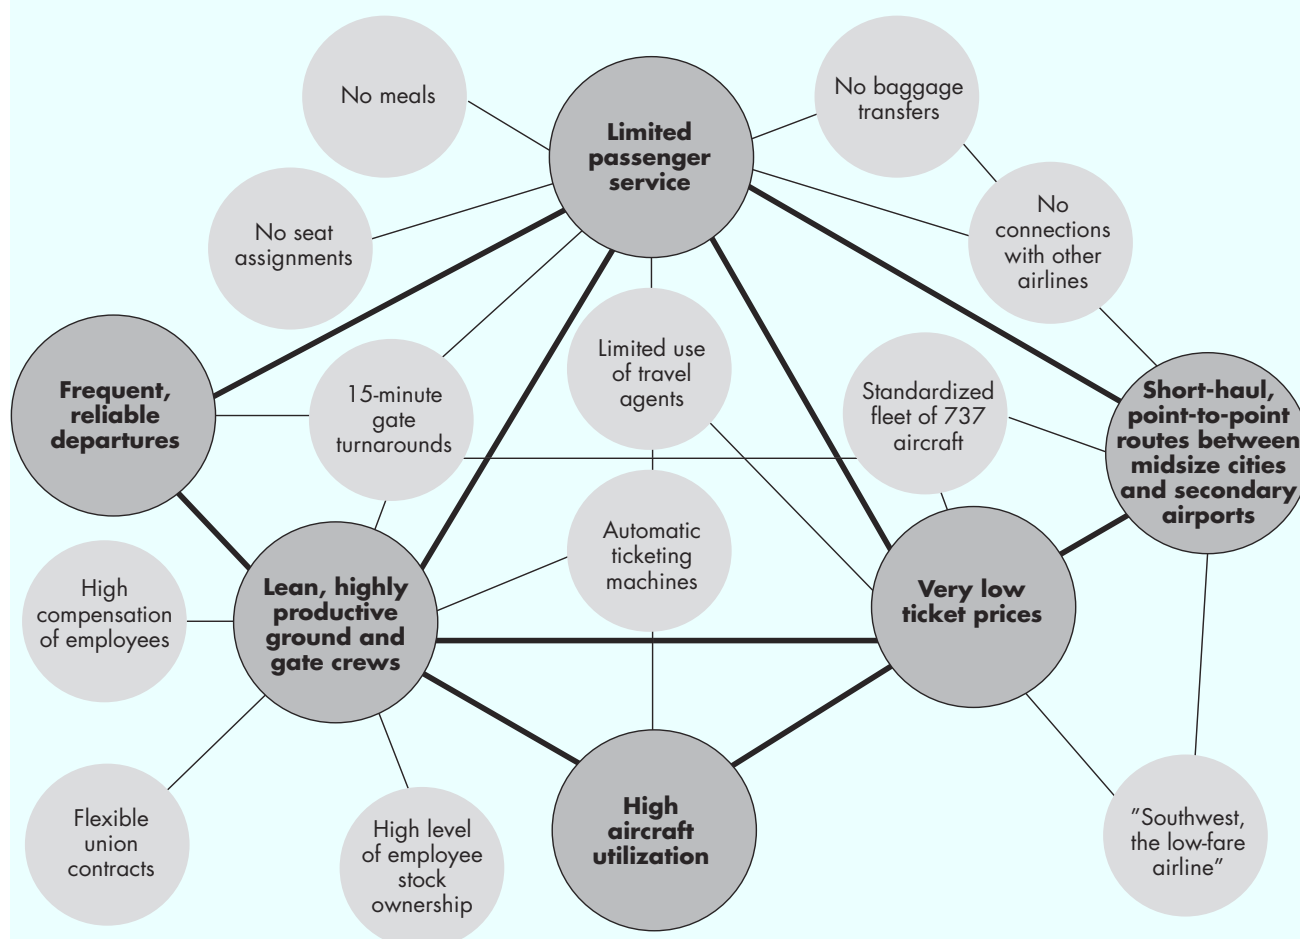 No meals
Limited
passenger
service
No baggage
transfers
No seat
assignments
No
connections
with other
airlines
Frequent,
reliable
departures
15-minute
gate
turnarounds
Limited use
of travel
agents
Standardized
fleet of 737
aircraft
Short-haul,
point-to-point
routes between
midsize cities
and secondary
airports
High
compensation
of employees
Lean, highly
productive
ground and
gate crews
Automatic
ticketing
machines
Very low
ticket prices
Flexible
union
contracts
High level
of employee
stock
ownership
High
aircraft
utilization
”Southwest,
the low-fare
airline”